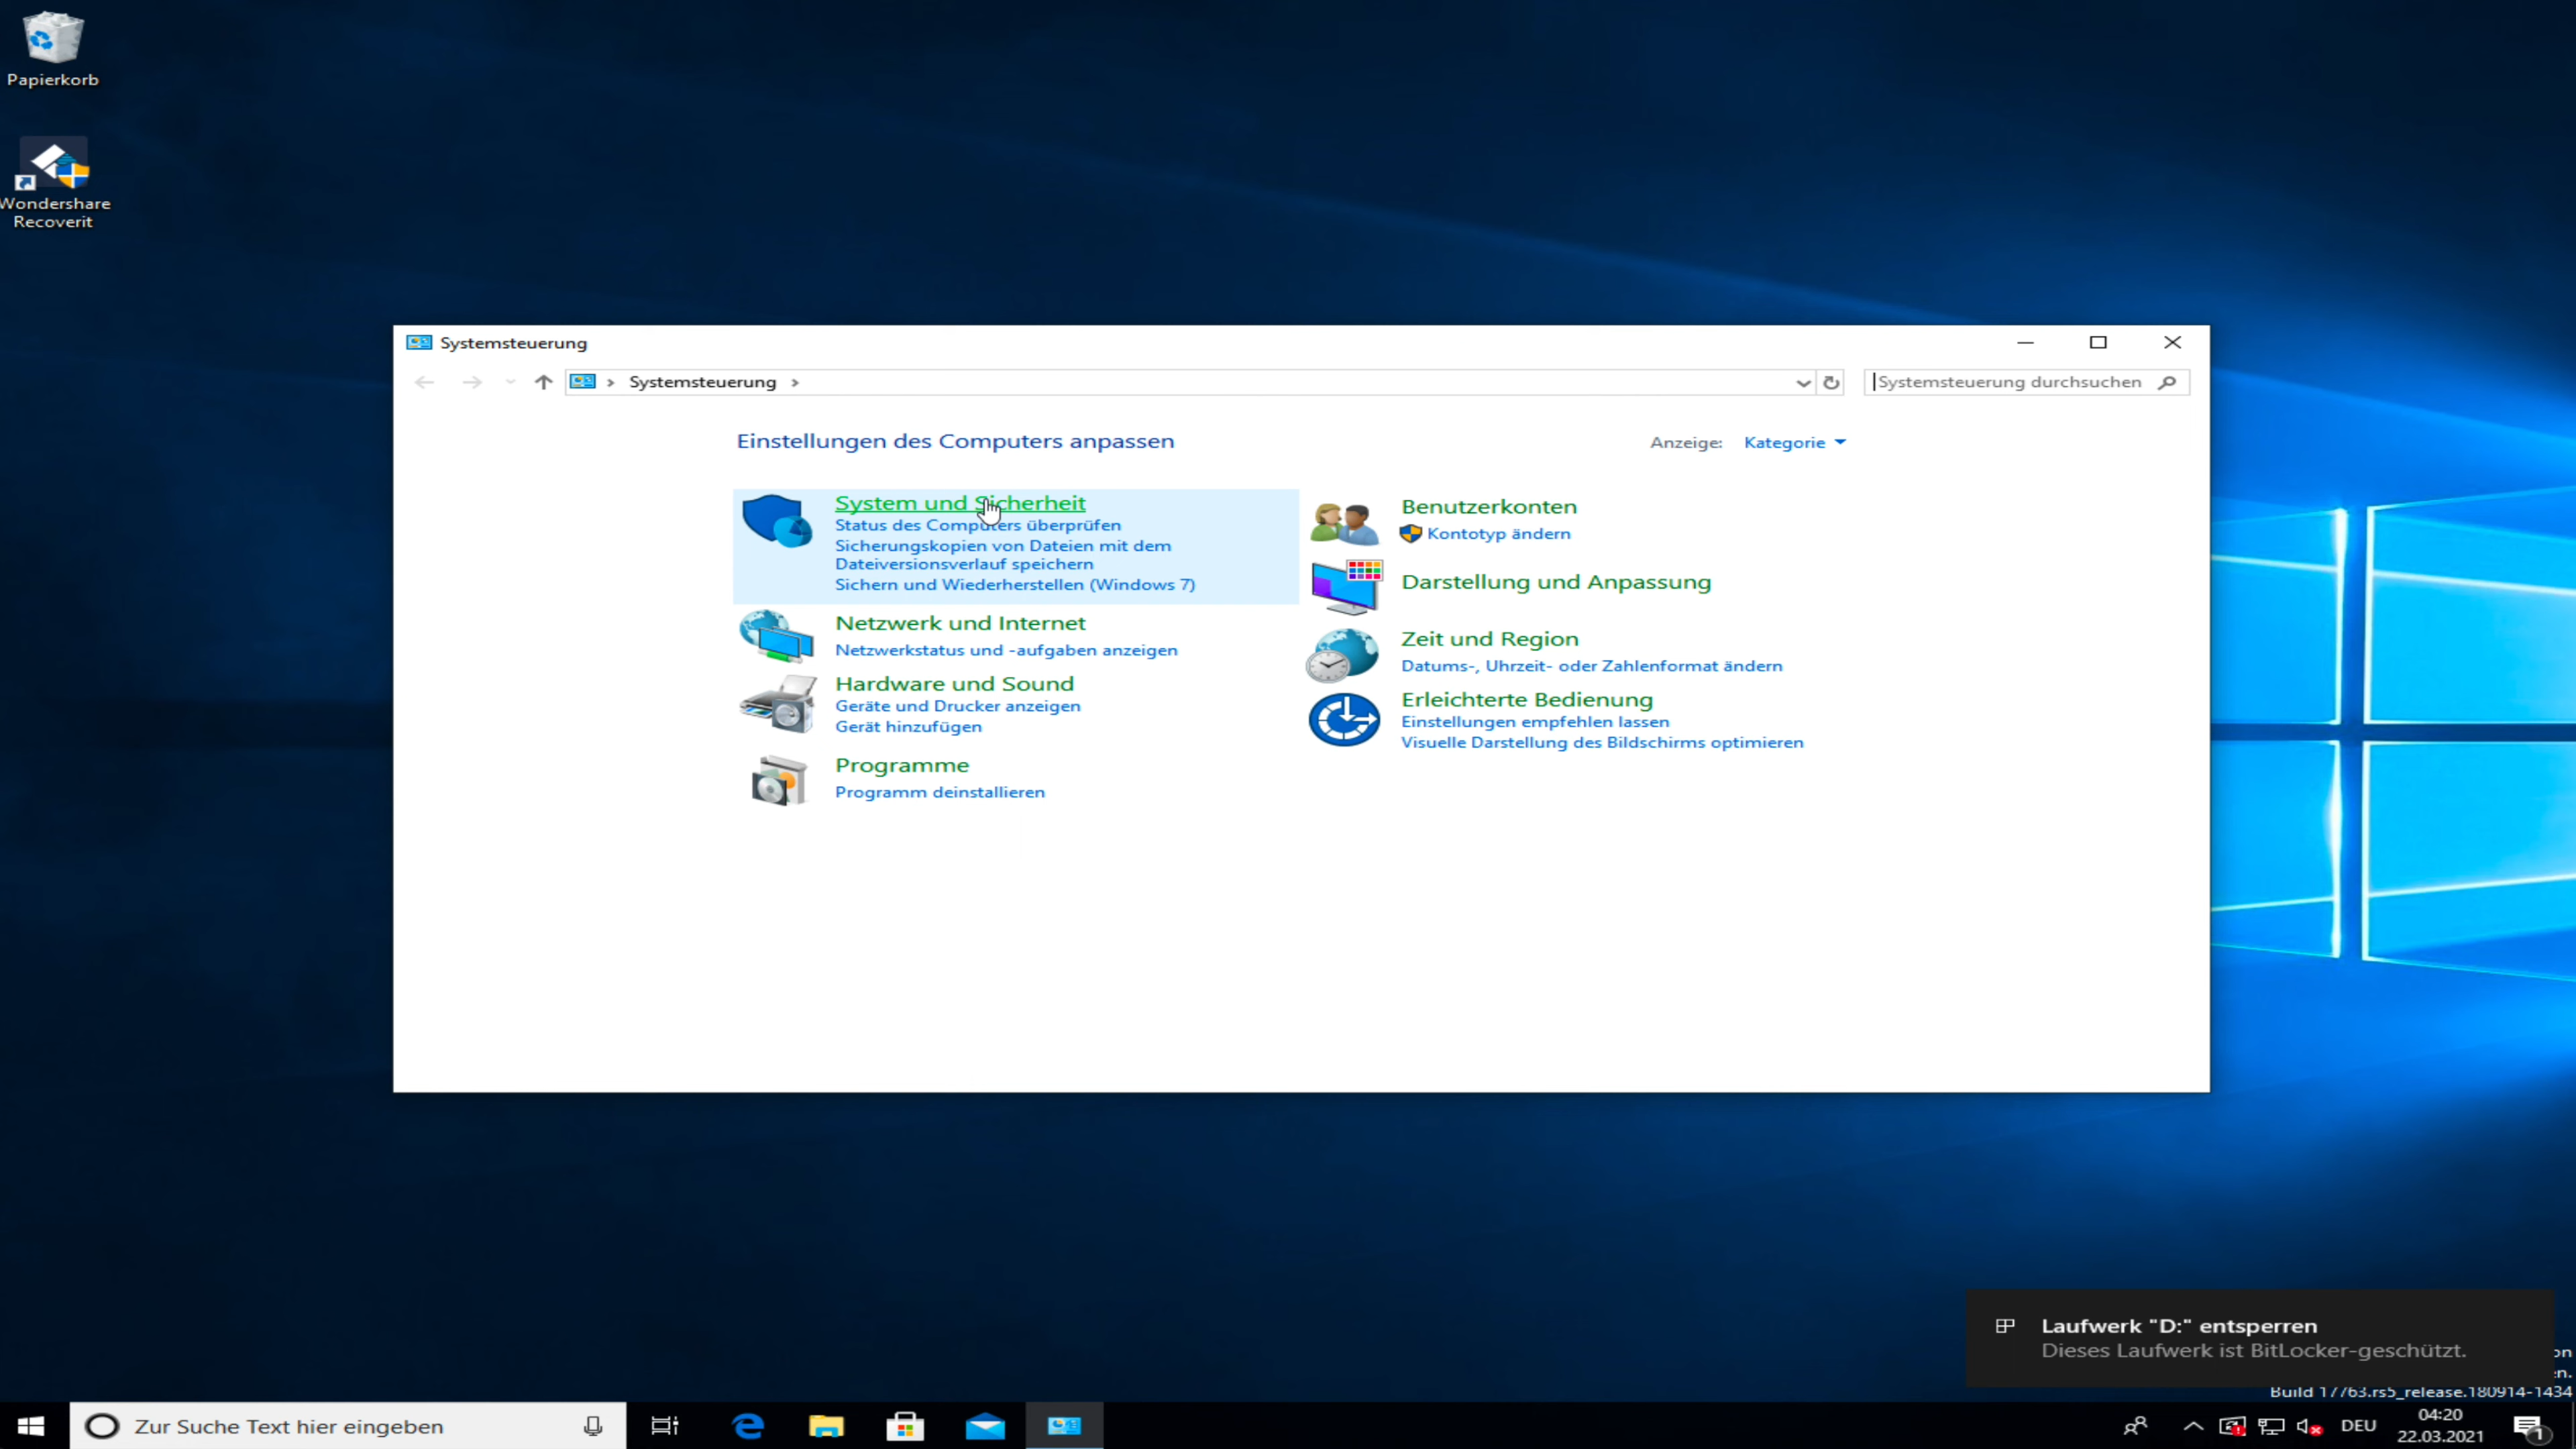 Papierkorb
Wondershare
Recoverit
Systemsteuerung
Systemsteuerung
Systemsteuerung durchsuchen
Einstellungen des Computers anpassen
Anzeige: Kategorie
System und Sicherheit
Status des Computers überprüfen
Sicherungskopien von Dateien mit dem
Dateiversionsverlauf speichern
Sichern und Wiederherstellen (Windows 7)
Netzwerk und Internet
Netzwerkstatus und -aufgaben anzeigen
Hardware und Sound
Geräte und Drucker anzeigen
Gerät hinzufügen
Programme
Programm deinstallieren
Benutzerkonten
Kontotyp ändern
Darstellung und Anpassung
Zeit und Region
Datums-, Uhrzeit- oder Zahlenformat ändern
Erleichterte Bedienung
Einstellungen empfehlen lassen
Visuelle Darstellung des Bildschirms optimieren
Laufwerk "D:" entsperren
Dieses Laufwerk ist BitLocker-geschützt.
on
en.
Build 17763.rs5_release.180914-1434
Zur Suche Text hier eingeben
DEU
04:20
22.03.2021
1